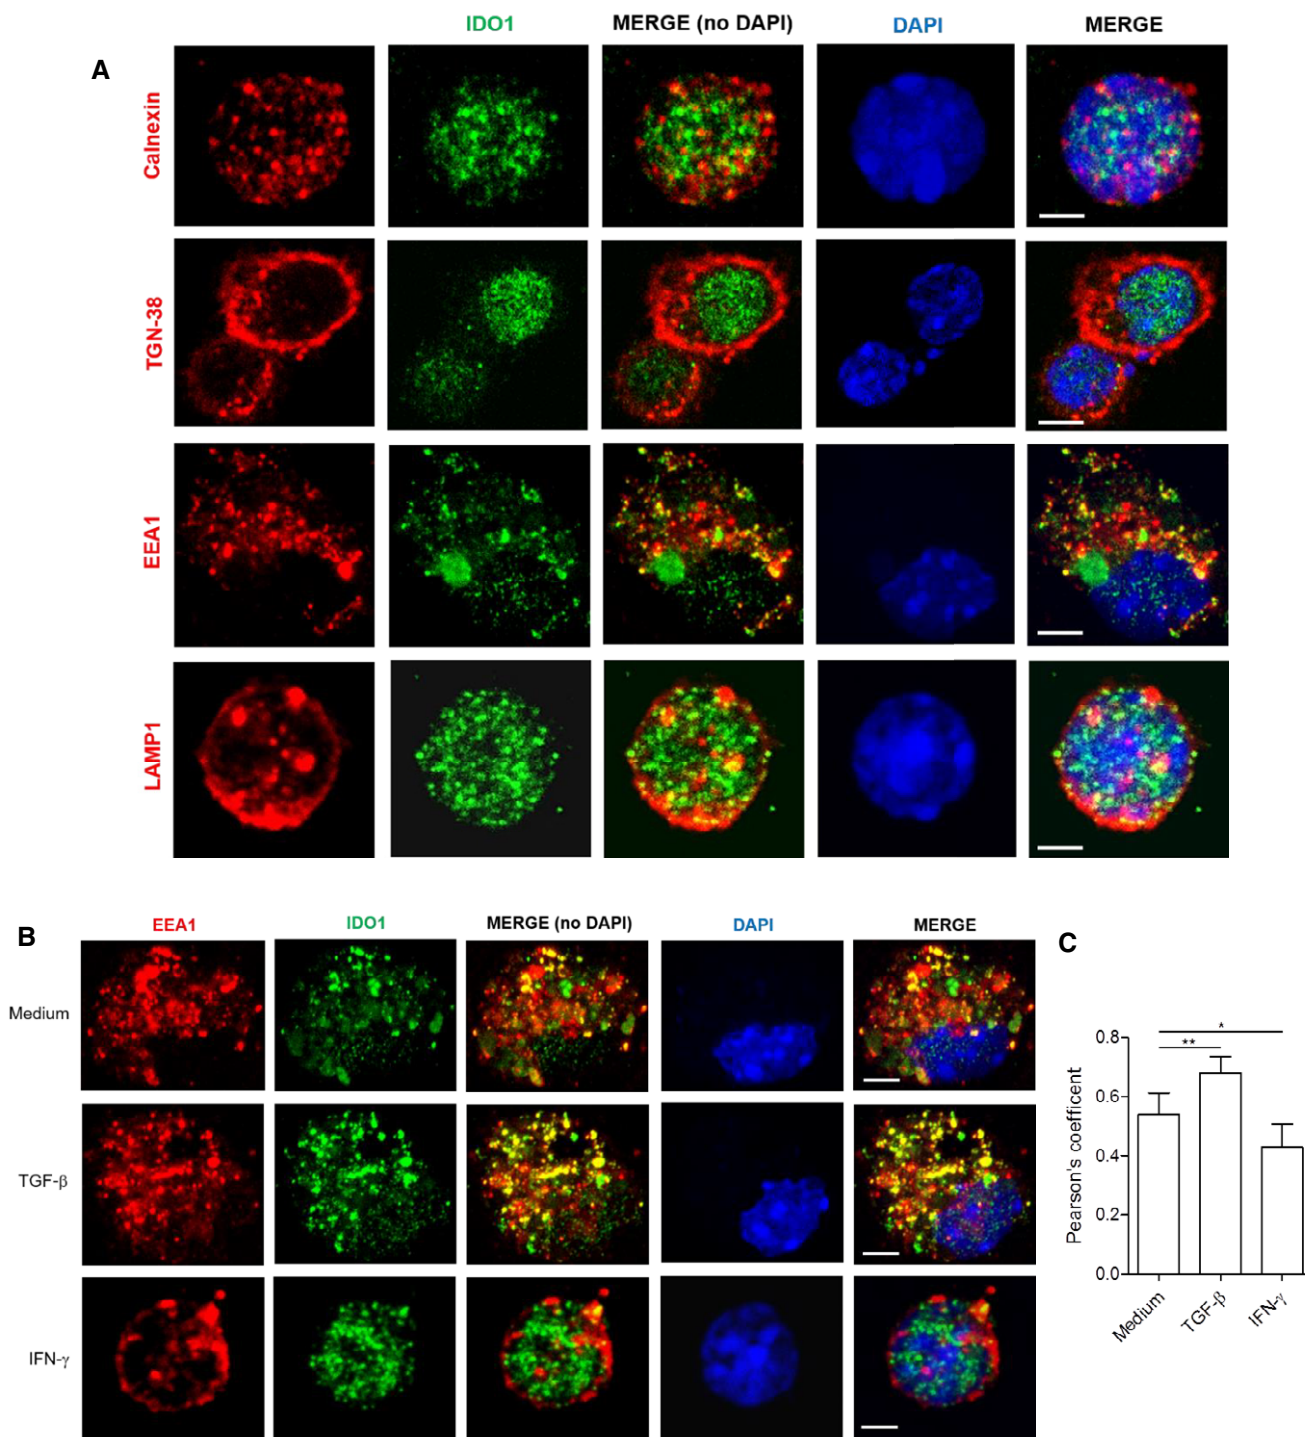 A
IDO1 MERGE (no DAPI) DAPI MERGE
Calnexin
TGN-38
EEA1
LAMP1
B
EEA1 IDO1 MERGE (no DAPI) DAPI MERGE
Medium
TGF-β
IFN-γ
C
Pearson's coefficent
0.8
0.6
0.4
0.2
0.0
*
**
Medium TGF-β IFN-γ